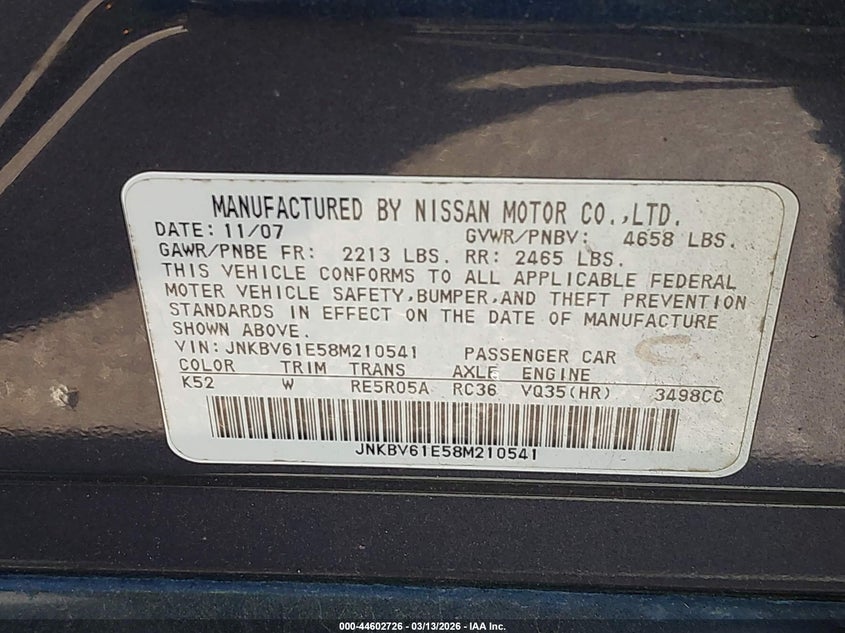 MANUFACTURED BY NISSAN MOTOR CO.,LTD.
DATE: 11/07 GVWR/PNBV: 4658 LBS.
GAWR/PNBE FR: 2213 LBS. RR: 2465 LBS.
THIS VEHICLE CONFORMS TO ALL APPLICABLE FEDERAL
MOTER VEHICLE SAFETY,BUMPER,AND THEFT PREVENTION
STANDARDS IN EFFECT ON THE DATE OF MANUFACTURE
SHOWN ABOVE.
VIN: JNKBV61E58M210541 PASSENGER CAR
COLOR TRIM TRANS AXLE ENGINE
K52 W RE5R05A RC36 VQ35(HR) 3498CC
JNKBV61E58M210541
000-44602726 — 03/13/2026 — IAA Inc.